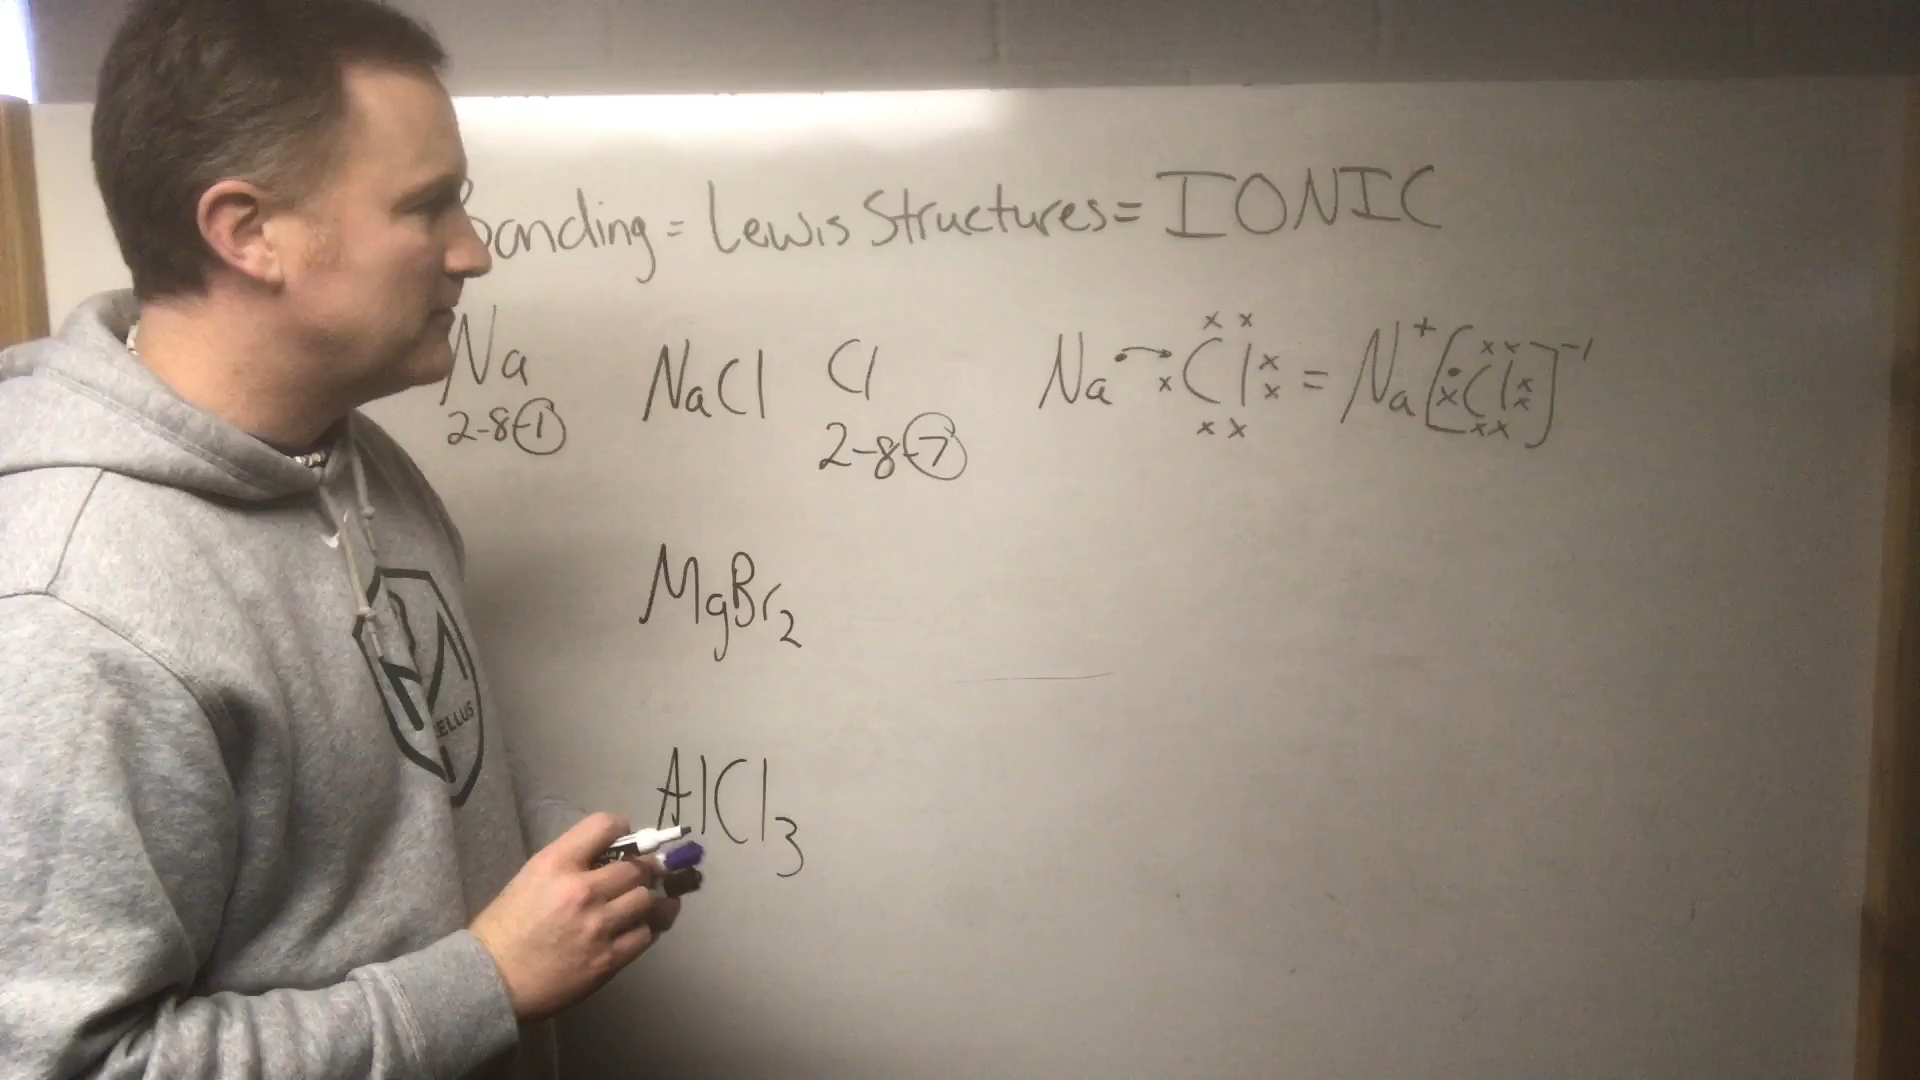 Bonding = Lewis Structures = IONIC
Na NaCl Cl Na Cl = Na+ [Cl]-1
2-8-1 2-8-7
MgBr2
AlCl3